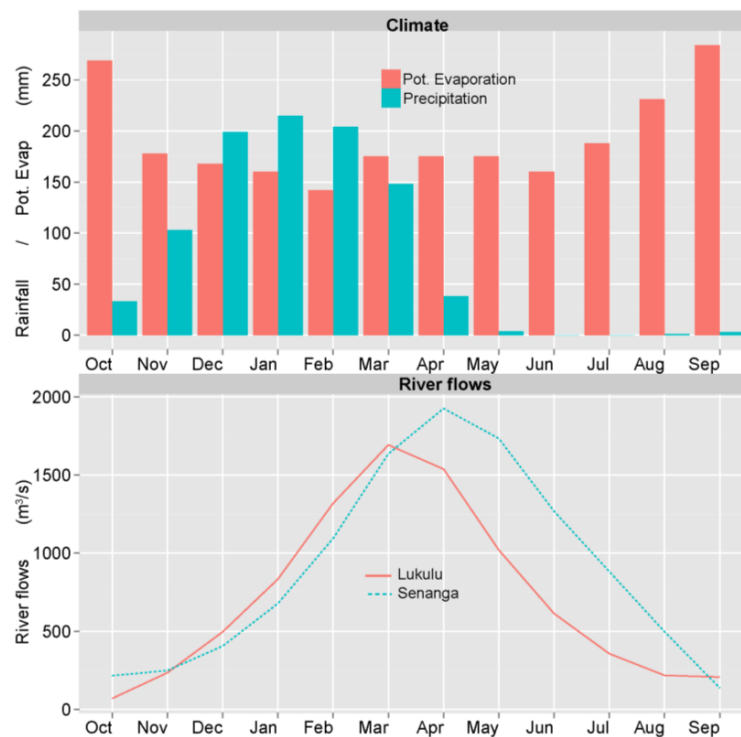 Climate
Rainfall / Pot. Evap (mm)
250
200
150
100
50
0
Pot. Evaporation
Precipitation
Oct Nov Dec Jan Feb Mar Apr May Jun Jul Aug Sep
River flows
River flows (m³/s)
2000
1500
1000
500
0
Lukulu
Senanga
Oct Nov Dec Jan Feb Mar Apr May Jun Jul Aug Sep